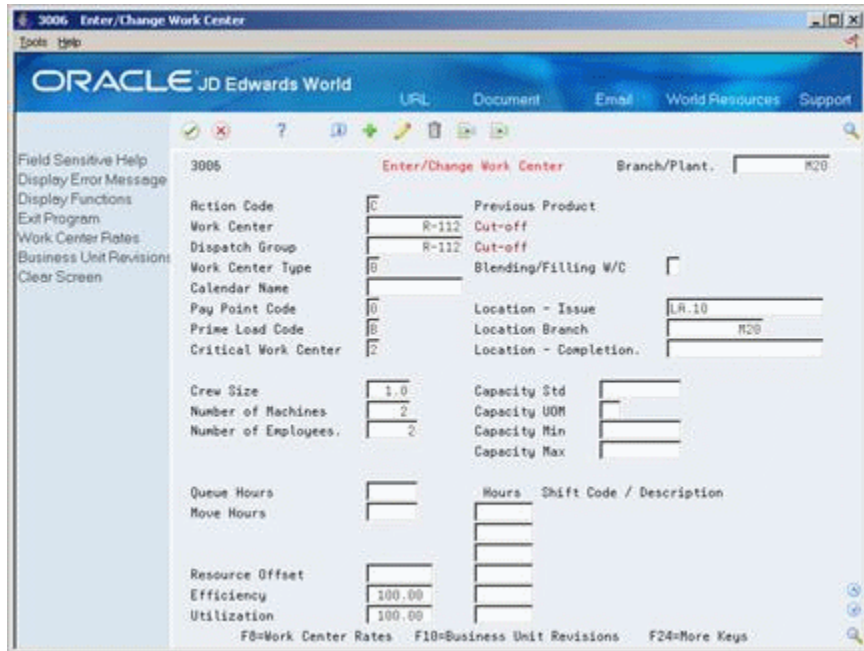 3006 Enter/Change Work Center
Tools Help
ORACLE JD Edwards World
URL Document Email World Resources Support
Field Sensitive Help
Display Error Message
Display Functions
Exit Program
Work Center Rates
Business Unit Revisions
Clear Screen
3006 Enter/Change Work Center Branch/Plant. M20
Action Code C Previous Product
Work Center R-112 Cut-off
Dispatch Group R-112 Cut-off
Work Center Type 0 Blending/Filling W/C
Calendar Name
Pay Point Code 0 Location - Issue LA.10
Prime Load Code B Location Branch M20
Critical Work Center 2 Location - Completion.
Crew Size 1.0 Capacity Std
Number of Machines 2 Capacity UOM
Number of Employees. 2 Capacity Min
Capacity Max
Queue Hours Hours Shift Code / Description
Move Hours
Resource Offset
Efficiency 100.00
Utilization 100.00
F8=Work Center Rates F10=Business Unit Revisions F24=More Keys